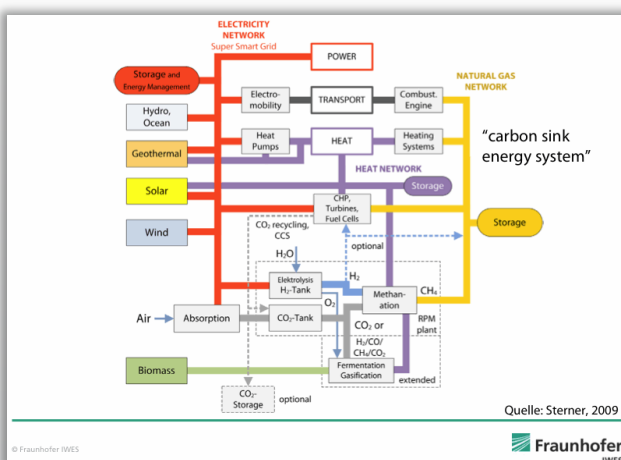 ELECTRICITY
NETWORK
Super Smart Grid
POWER
Storage and
Energy Management
NATURAL GAS
NETWORK
Electro-
mobility
TRANSPORT
Combust.
Engine
Hydro,
Ocean
Heat
Pumps
HEAT
Heating
Systems
“carbon sink
energy system”
Geothermal
HEAT NETWORK
Solar
Storage
CHP,
Turbines,
Fuel Cells
Storage
CO₂ recycling,
CCS
Wind
optional
H₂O
Elektrolysis
H₂-Tank
H₂
Methan-
ation
CH₄
O₂
Air
Absorption
CO₂-Tank
CO₂ or
RPM
plant
H₂/CO/
CH₄/CO₂
Biomass
Fermentation
Gasification
extended
CO₂-
Storage
optional
Quelle: Sterner, 2009
© Fraunhofer IWES
Fraunhofer
IWES